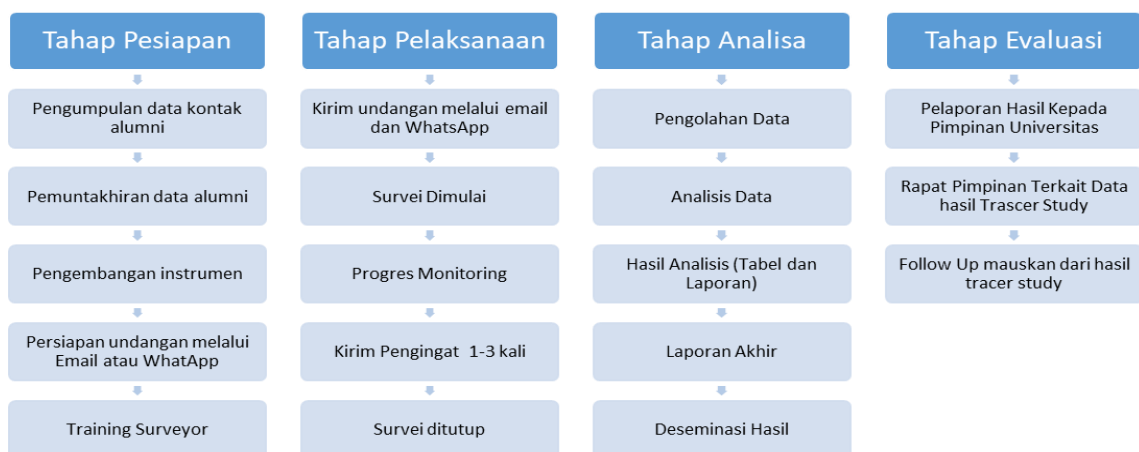 Tahap Pesiapan
Pengumpulan data kontak
alumni
Pemuntakhiran data alumni
Pengembangan instrumen
Persiapan undangan melalui
Email atau WhatApp
Training Surveyor
Tahap Pelaksanaan
Kirim undangan melalui email
dan WhatsApp
Survei Dimulai
Progres Monitoring
Kirim Pengingat 1-3 kali
Survei ditutup
Tahap Analisa
Pengolahan Data
Analisis Data
Hasil Analisis (Tabel dan
Laporan)
Laporan Akhir
Deseminasi Hasil
Tahap Evaluasi
Pelaporan Hasil Kepada
Pimpinan Universitas
Rapat Pimpinan Terkait Data
hasil Trascer Study
Follow Up mauskan dari hasil
tracer study